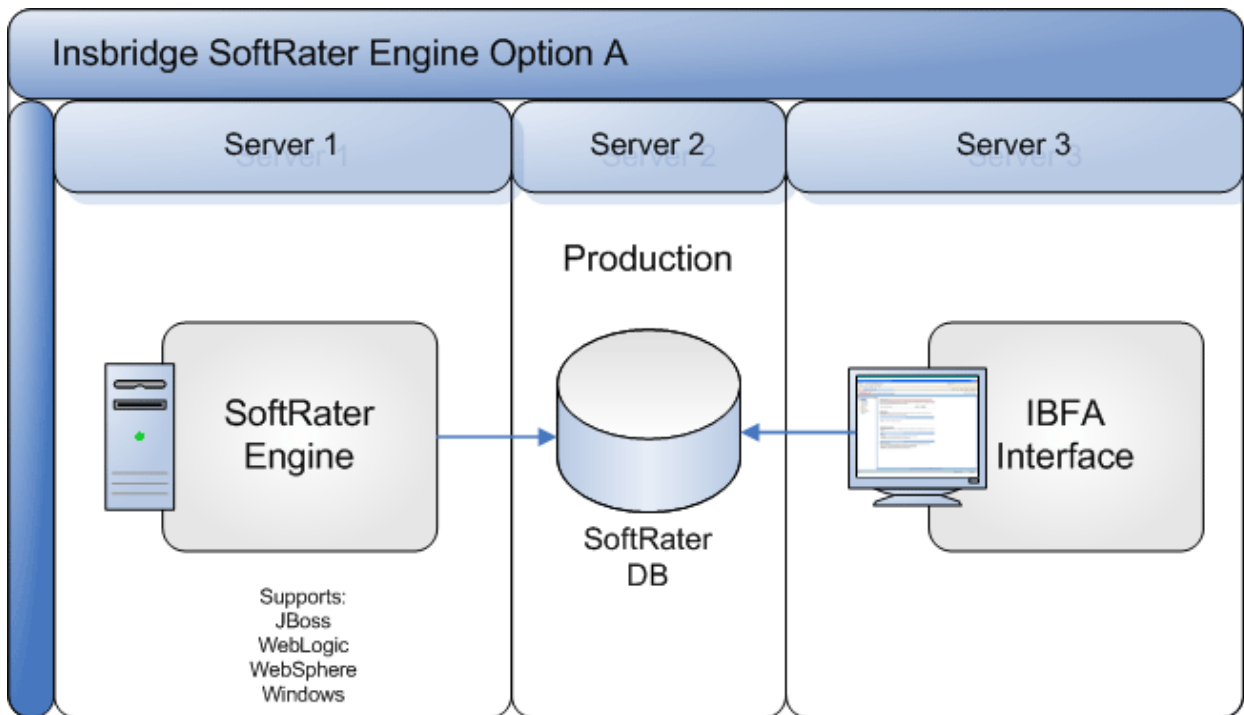 Insbridge SoftRater Engine Option A
Server 1
Server 2
Server 3
Production
SoftRater
Engine
SoftRater
DB
IBFA
Interface
Supports:
JBoss
WebLogic
WebSphere
Windows